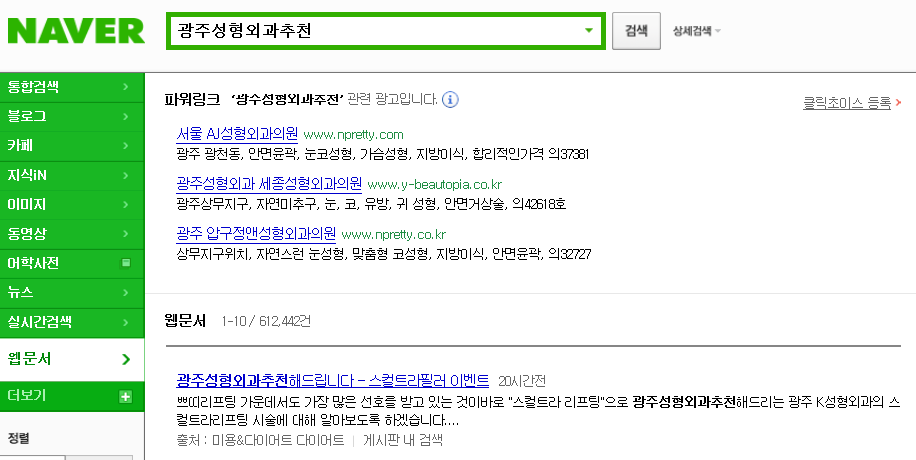 NAVER
광주성형외과추천
검색
상세검색
통합검색
블로그
카페
지식iN
이미지
동영상
어학사전
뉴스
실시간검색
웹문서
더보기
정렬
파워링크 '광주성형외과추천' 관련 광고입니다.
클릭초이스 등록
서울 AJ성형외과의원 www.npretty.com
광주 광천동, 안면윤곽, 눈코성형, 가슴성형, 지방이식, 합리적인가격 의37381
광주성형외과 세종성형외과의원 www.y-beautopia.co.kr
광주상무지구, 자연미추구, 눈, 코, 유방, 귀 성형, 안면거상술, 의42618호
광주 압구정앤성형외과의원 www.npretty.co.kr
상무지구위치, 자연스런 눈성형, 맞춤형 코성형, 지방이식, 안면윤곽, 의32727
웹문서 1-10 / 612,442건
광주성형외과추천해드립니다 - 스컬트라필러 이벤트 20시간전
쁘띠리프팅 가운데서도 가장 많은 선호를 받고 있는 것이바로 "스컬트라 리프팅"으로 광주성형외과추천해드리는 광주 K성형외과의 스
컬트라리프팅 시술에 대해 알아보도록 하겠습니다....
출처 : 미용&다이어트 다이어트 | 게시판 내 검색